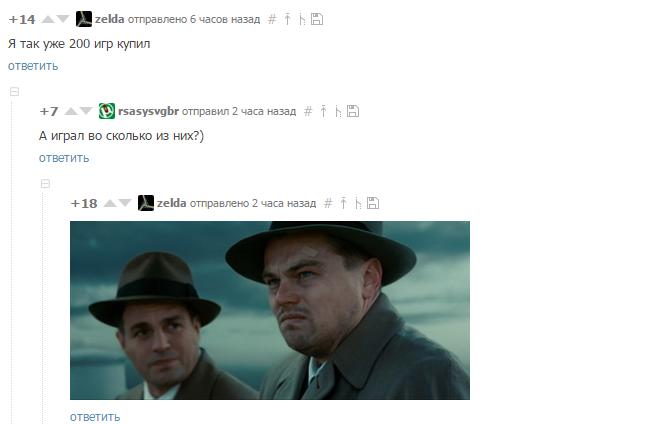 +14 zelda отправлено 6 часов назад #
Я так уже 200 игр купил
ответить
+7 rsasysvgbr отправил 2 часа назад #
А играл во сколько из них?)
ответить
+18 zelda отправлено 2 часа назад #
ответить